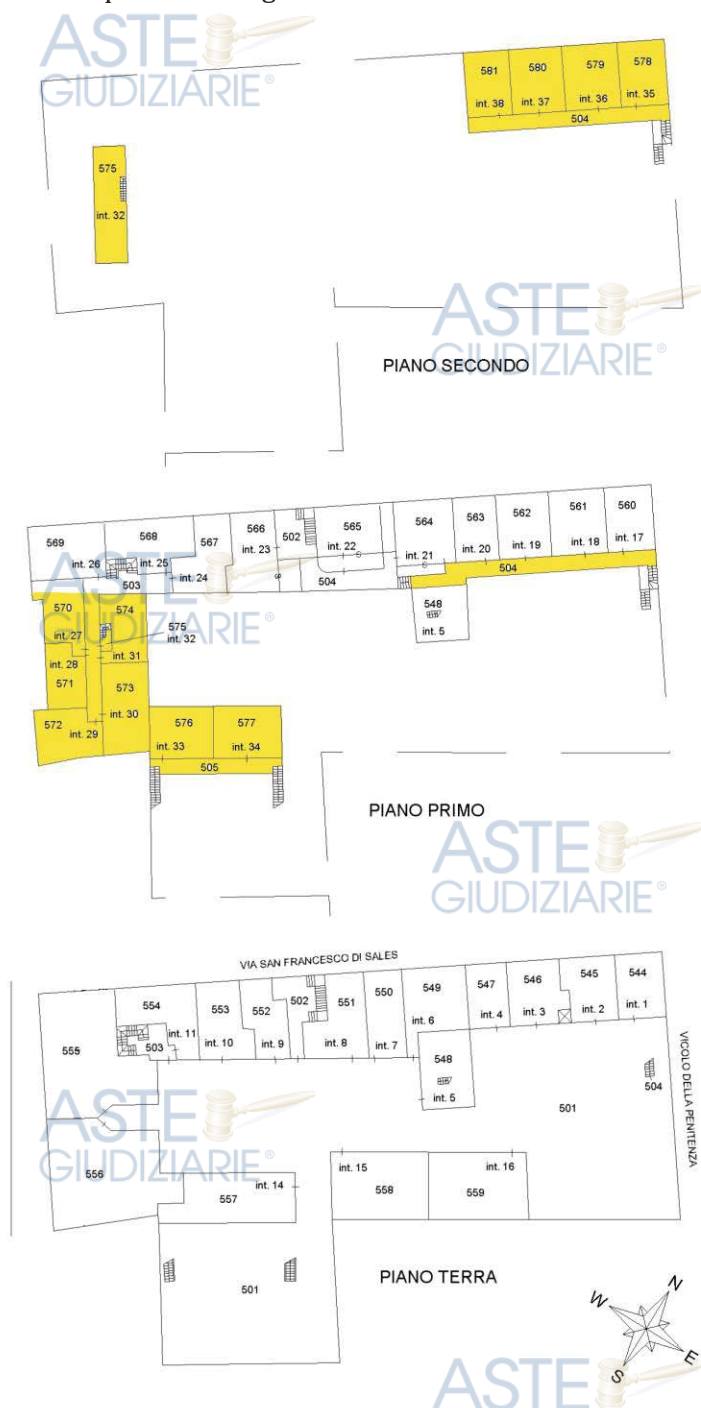 ASTE
GIUDIZIARIE®
581 580 579 578
int. 38 int. 37 int. 36 int. 35
504
575
int. 32
ASTE
GIUDIZIARIE®
PIANO SECONDO
569 568 567 566 502 565 564 563 562 561 560
int. 26 int. 25 int. 24 int. 23 int. 22 int. 21 int. 20 int. 19 int. 18 int. 17
503 504 504
ASTE
GIUDIZIARIE®
570 574 548
int. 27 575 int. 5
int. 32
int. 28 int. 31
571 573
572 int. 29 int. 30
576 577
int. 33 int. 34
505
PIANO PRIMO
ASTE
GIUDIZIARIE®
VIA SAN FRANCESCO DI SALES
555 554 553 552 502 551 550 549 547 546 545 544
503 int. 11 int. 10 int. 9 int. 8 int. 7 int. 6 int. 4 int. 3 int. 2 int. 1
548
int. 5
504
501
VICOLO DELLA PENITENZA
ASTE
GIUDIZIARIE®
556 557 int. 14 int. 15 558 559 int. 16
501
PIANO TERRA
N
W
E
S
ASTE